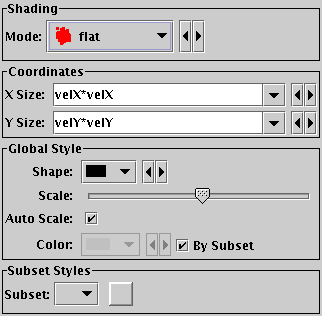 Shading
Mode: flat
Coordinates
X Size: velX*velX
Y Size: velY*velY
Global Style
Shape:
Scale:
Auto Scale:
Color: By Subset
Subset Styles
Subset: